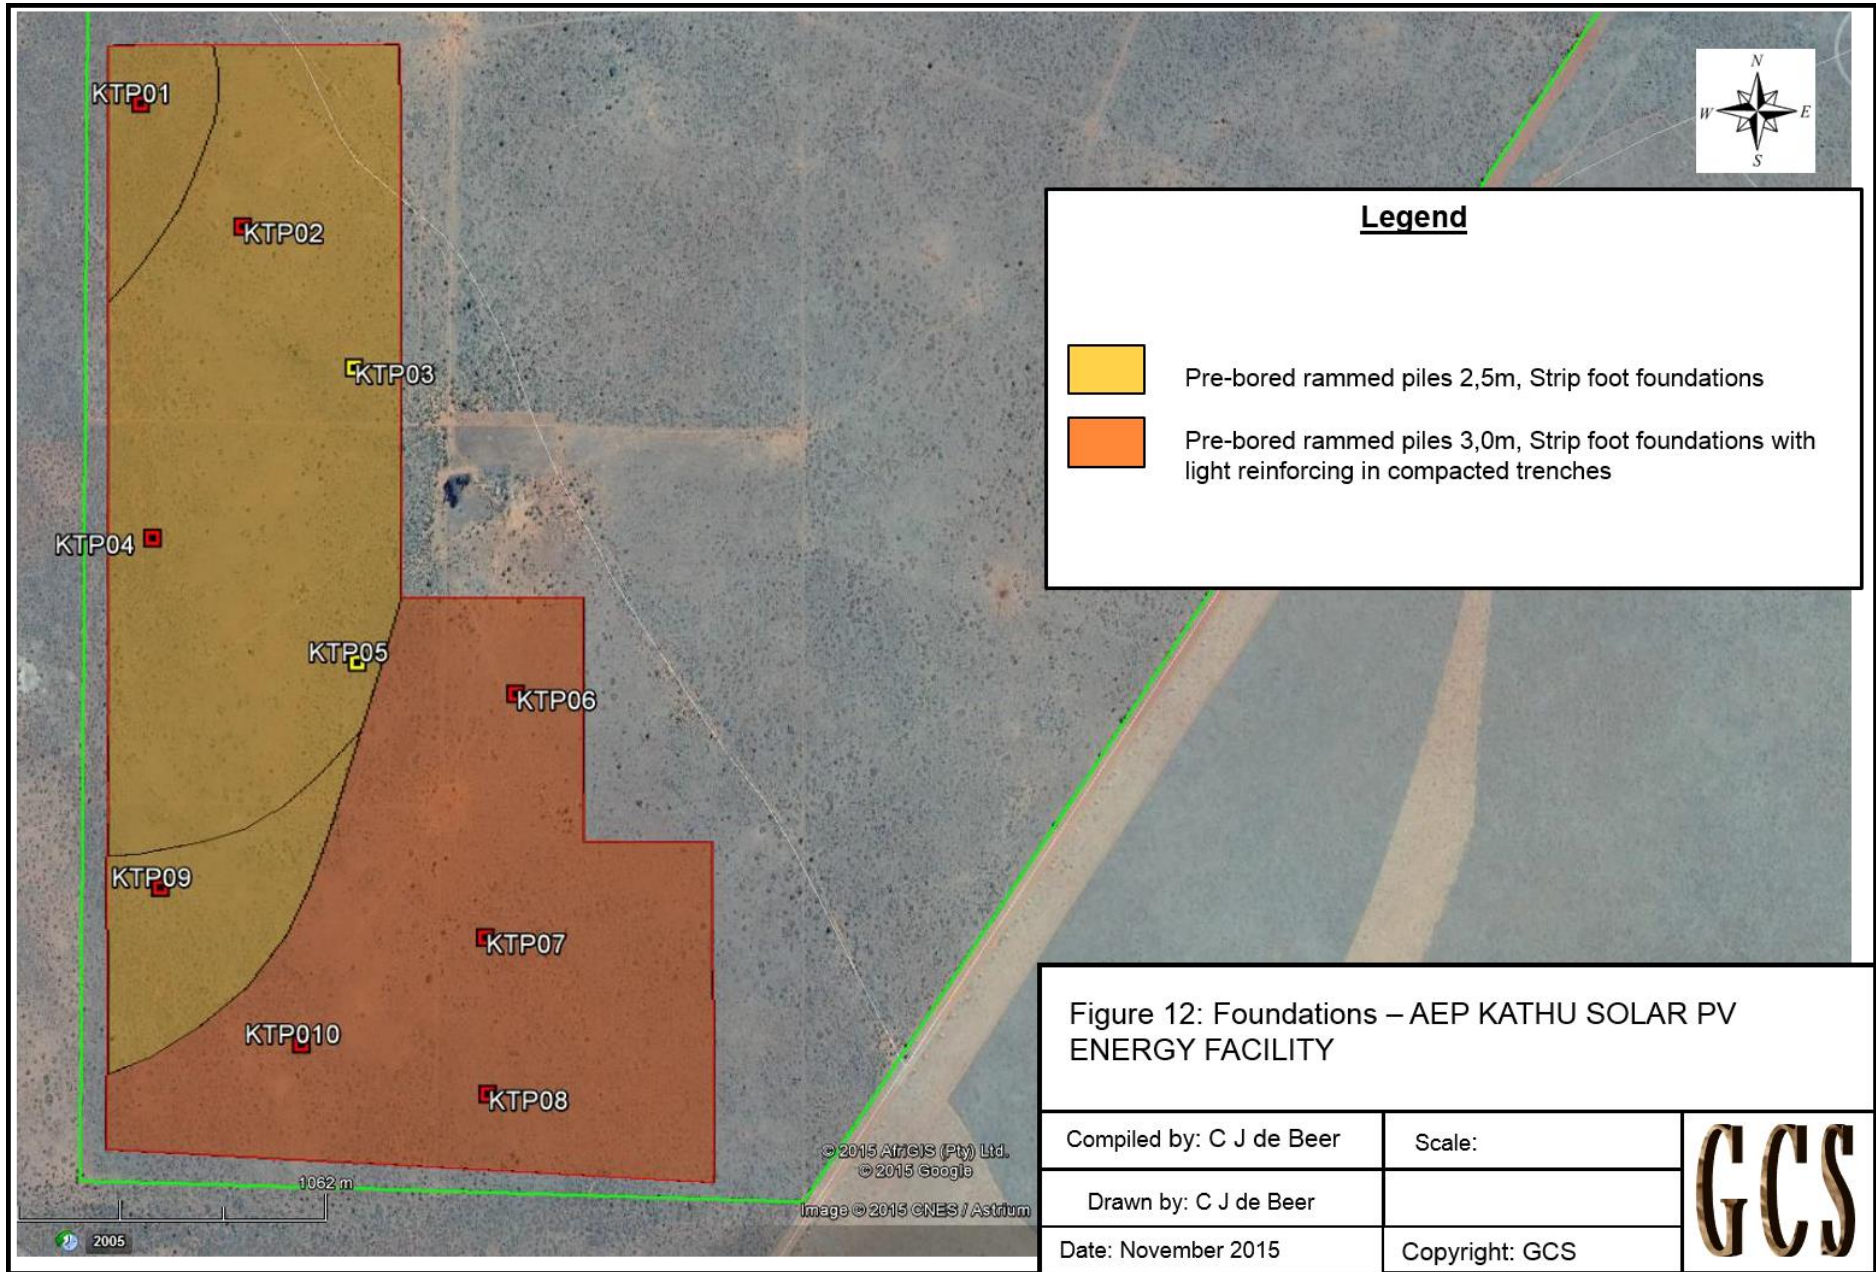 KTP01
KTP02
KTP03
KTP04
KTP05
KTP06
KTP09
KTP07
KTP010
KTP08
N
W
E
S
Legend
Pre-bored rammed piles 2,5m, Strip foot foundations
Pre-bored rammed piles 3,0m, Strip foot foundations with
light reinforcing in compacted trenches
© 2015 AfriGIS (Pty) Ltd.
© 2015 Google
Image © 2015 CNES / Astrium
1062 m
2005
Figure 12: Foundations – AEP KATHU SOLAR PV
ENERGY FACILITY
Compiled by: C J de Beer
Scale:
Drawn by: C J de Beer
Date: November 2015
Copyright: GCS
GCS